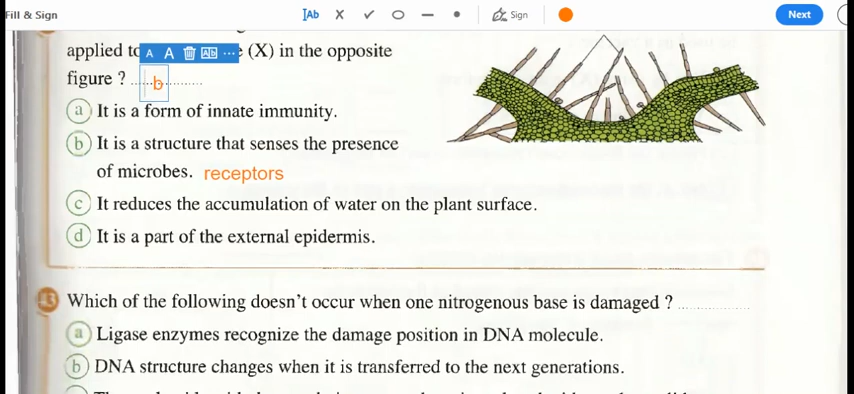 Fill & Sign
Ab
Sign
Next
applied to
A A Ab ...
e (X) in the opposite
figure ? ........ b ............
a It is a form of innate immunity.
b It is a structure that senses the presence
of microbes. receptors
c It reduces the accumulation of water on the plant surface.
d It is a part of the external epidermis.
Which of the following doesn't occur when one nitrogenous base is damaged ? ....................
a Ligase enzymes recognize the damage position in DNA molecule.
b DNA structure changes when it is transferred to the next generations.